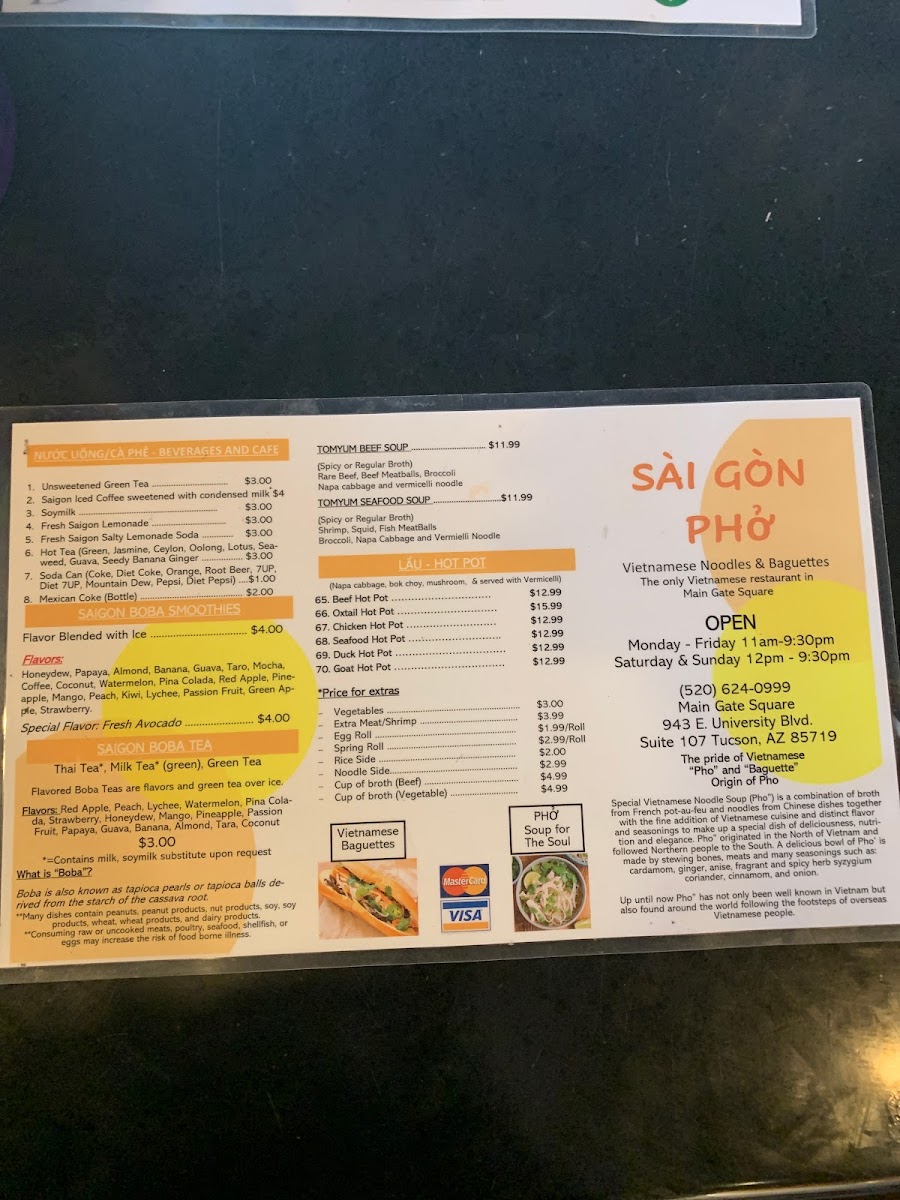 NƯỚC UỐNG/CÀ PHÊ - BEVERAGES AND CAFE
1. Unsweetened Green Tea ........ $3.00
2. Saigon Iced Coffee sweetened with condensed milk $4
3. Soymilk ........ $3.00
4. Fresh Saigon Lemonade ........ $3.00
5. Fresh Saigon Salty Lemonade Soda ........ $3.00
6. Hot Tea (Green, Jasmine, Ceylon, Oolong, Lotus, Sea-
weed, Guava, Seedy Banana Ginger ........ $3.00
7. Soda Can (Coke, Diet Coke, Orange, Root Beer, 7UP,
Diet 7UP, Mountain Dew, Pepsi, Diet Pepsi) ....$1.00
8. Mexican Coke (Bottle) ........ $2.00
SAIGON BOBA SMOOTHIES
Flavor Blended with Ice ........ $4.00
Flavors:
Honeydew, Papaya, Almond, Banana, Guava, Taro, Mocha,
Coffee, Coconut, Watermelon, Pina Colada, Red Apple, Pine-
apple, Mango, Peach, Kiwi, Lychee, Passion Fruit, Green Ap-
ple, Strawberry.
Special Flavor: Fresh Avocado ........ $4.00
SAIGON BOBA TEA
Thai Tea*, Milk Tea* (green), Green Tea
Flavored Boba Teas are flavors and green tea over ice.
Flavors: Red Apple, Peach, Lychee, Watermelon, Pina Cola-
da, Strawberry, Honeydew, Mango, Pineapple, Passion
Fruit, Papaya, Guava, Banana, Almond, Tara, Coconut
$3.00
*=Contains milk, soymilk substitute upon request
What is "Boba"?
Boba is also known as tapioca pearls or tapioca balls de-
rived from the starch of the cassava root.
**Many dishes contain peanuts, peanut products, nut products, soy, soy
products, wheat, wheat products, and dairy products.
**Consuming raw or uncooked meats, poultry, seafood, shellfish, or
eggs may increase the risk of food borne illness.
TOMYUM BEEF SOUP ........ $11.99
(Spicy or Regular Broth)
Rare Beef, Beef Meatballs, Broccoli
Napa cabbage and vermicelli noodle
TOMYUM SEAFOOD SOUP ........$11.99
(Spicy or Regular Broth)
Shrimp, Squid, Fish MeatBalls
Broccoli, Napa Cabbage and Vermielli Noodle
LẨU - HOT POT
(Napa cabbage, bok choy, mushroom, & served with Vermicelli)
65. Beef Hot Pot ........ $12.99
66. Oxtail Hot Pot ........ $15.99
67. Chicken Hot Pot ........ $12.99
68. Seafood Hot Pot ........ $12.99
69. Duck Hot Pot ........ $12.99
70. Goat Hot Pot ........ $12.99
*Price for extras
– Vegetables ........ $3.00
– Extra Meat/Shrimp ........ $3.99
– Egg Roll ........ $1.99/Roll
– Spring Roll ........ $2.99/Roll
– Rice Side ........ $2.00
– Noodle Side........ $2.99
– Cup of broth (Beef) ........ $4.99
– Cup of broth (Vegetable) ........ $4.99
Vietnamese
Baguettes
MasterCard
VISA
PHỞ
Soup for
The Soul
SÀI GÒN
PHỞ
Vietnamese Noodles & Baguettes
The only Vietnamese restaurant in
Main Gate Square
OPEN
Monday - Friday 11am-9:30pm
Saturday & Sunday 12pm - 9:30pm
(520) 624-0999
Main Gate Square
943 E. University Blvd.
Suite 107 Tucson, AZ 85719
The pride of Vietnamese
"Pho" and "Baguette"
Origin of Pho
Special Vietnamese Noodle Soup (Pho") is a combination of broth
from French pot-au-feu and noodles from Chinese dishes together
with the fine addition of Vietnamese cuisine and distinct flavor
and seasonings to make up a special dish of deliciousness, nutri-
tion and elegance. Pho" originated in the North of Vietnam and
followed Northern people to the South. A delicious bowl of Pho" is
made by stewing bones, meats and many seasonings such as:
cardamom, ginger, anise, fragrant and spicy herb syzygium
coriander, cinnamom, and onion.
Up until now Pho" has not only been well known in Vietnam but
also found around the world following the footsteps of overseas
Vietnamese people.